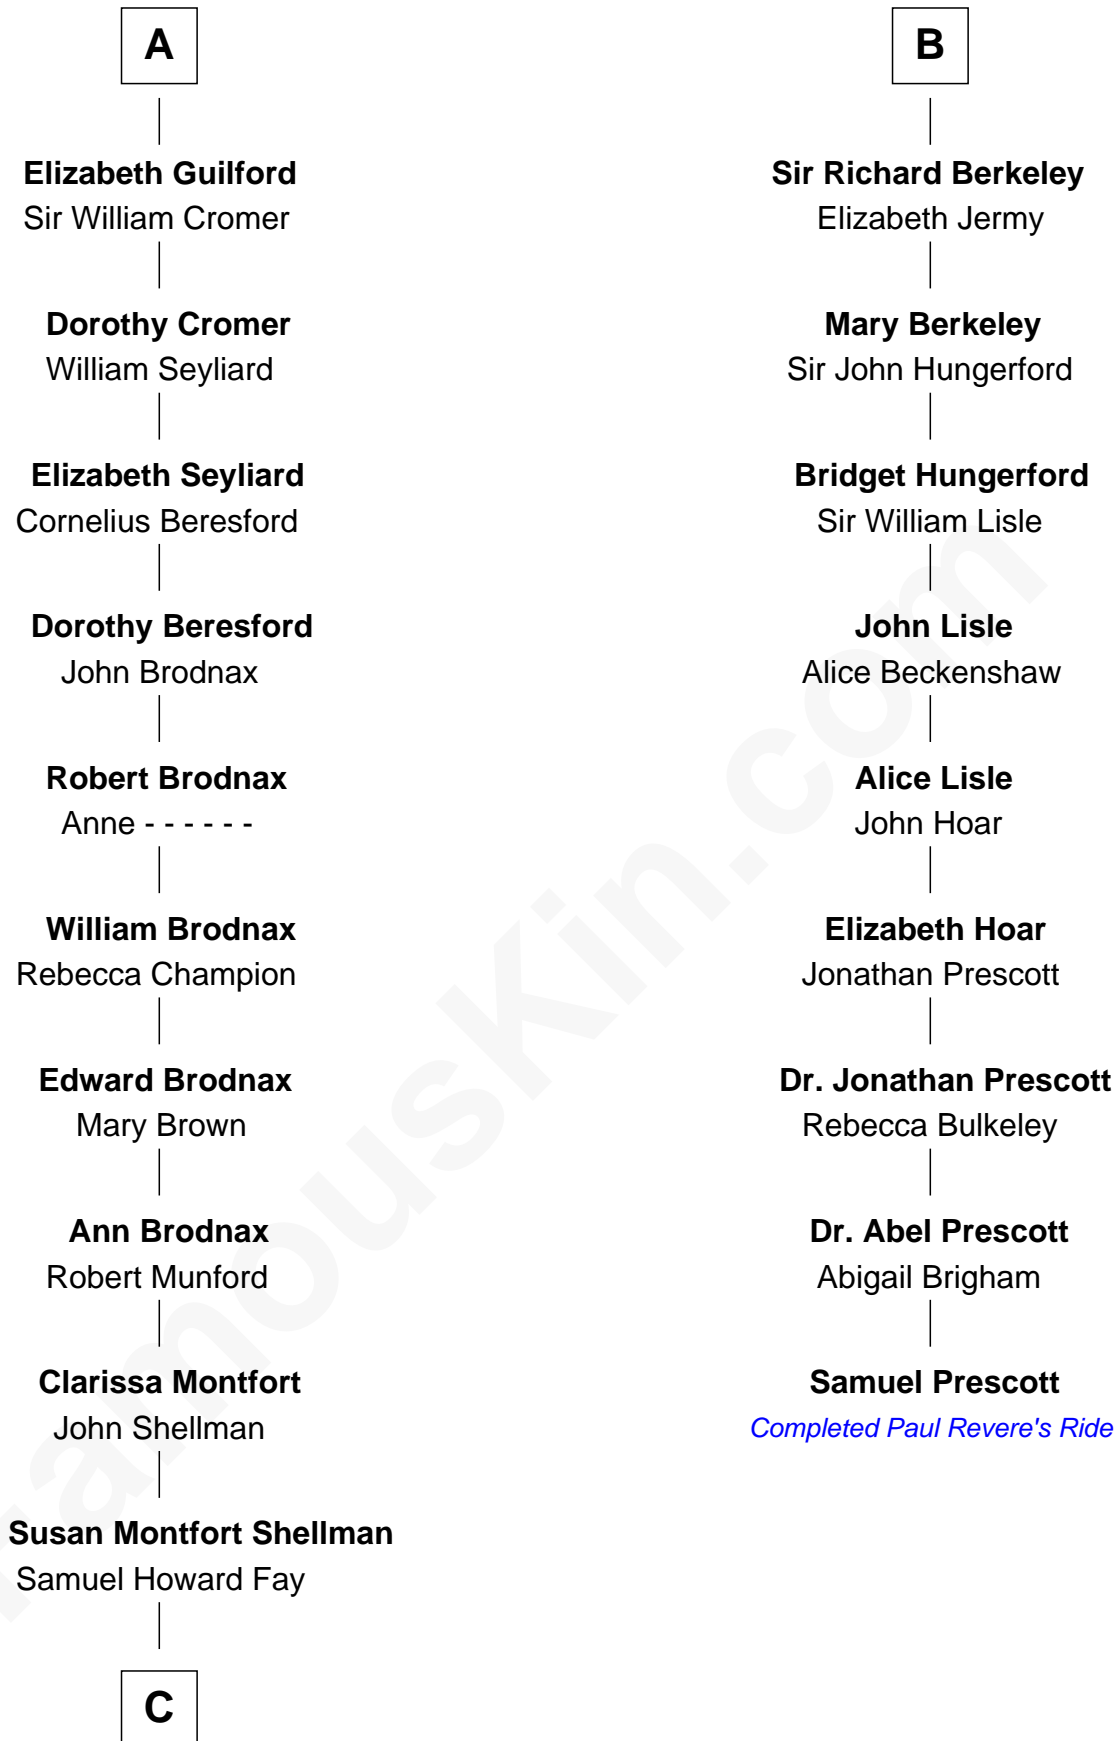 A
Elizabeth Guilford
Sir William Cromer
Dorothy Cromer
William Seyliard
Elizabeth Seyliard
Cornelius Beresford
Dorothy Beresford
John Brodnax
Robert Brodnax
Anne - - - - - -
William Brodnax
Rebecca Champion
Edward Brodnax
Mary Brown
Ann Brodnax
Robert Munford
Clarissa Montfort
John Shellman
Susan Montfort Shellman
Samuel Howard Fay
C
B
Sir Richard Berkeley
Elizabeth Jermy
Mary Berkeley
Sir John Hungerford
Bridget Hungerford
Sir William Lisle
John Lisle
Alice Beckenshaw
Alice Lisle
John Hoar
Elizabeth Hoar
Jonathan Prescott
Dr. Jonathan Prescott
Rebecca Bulkeley
Dr. Abel Prescott
Abigail Brigham
Samuel Prescott
Completed Paul Revere's Ride
FamousKin.com